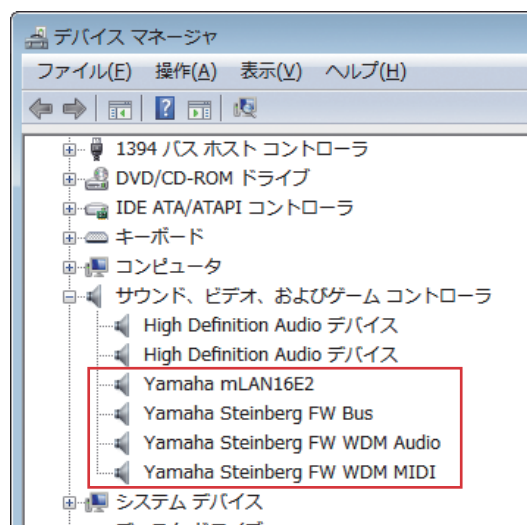 デバイス マネージャ
ファイル(F) 操作(A) 表示(V) ヘルプ(H)
1394 バス ホスト コントローラ
DVD/CD-ROM ドライブ
IDE ATA/ATAPI コントローラ
キーボード
コンピュータ
サウンド、ビデオ、およびゲーム コントローラ
High Definition Audio デバイス
High Definition Audio デバイス
Yamaha mLAN16E2
Yamaha Steinberg FW Bus
Yamaha Steinberg FW WDM Audio
Yamaha Steinberg FW WDM MIDI
システム デバイス